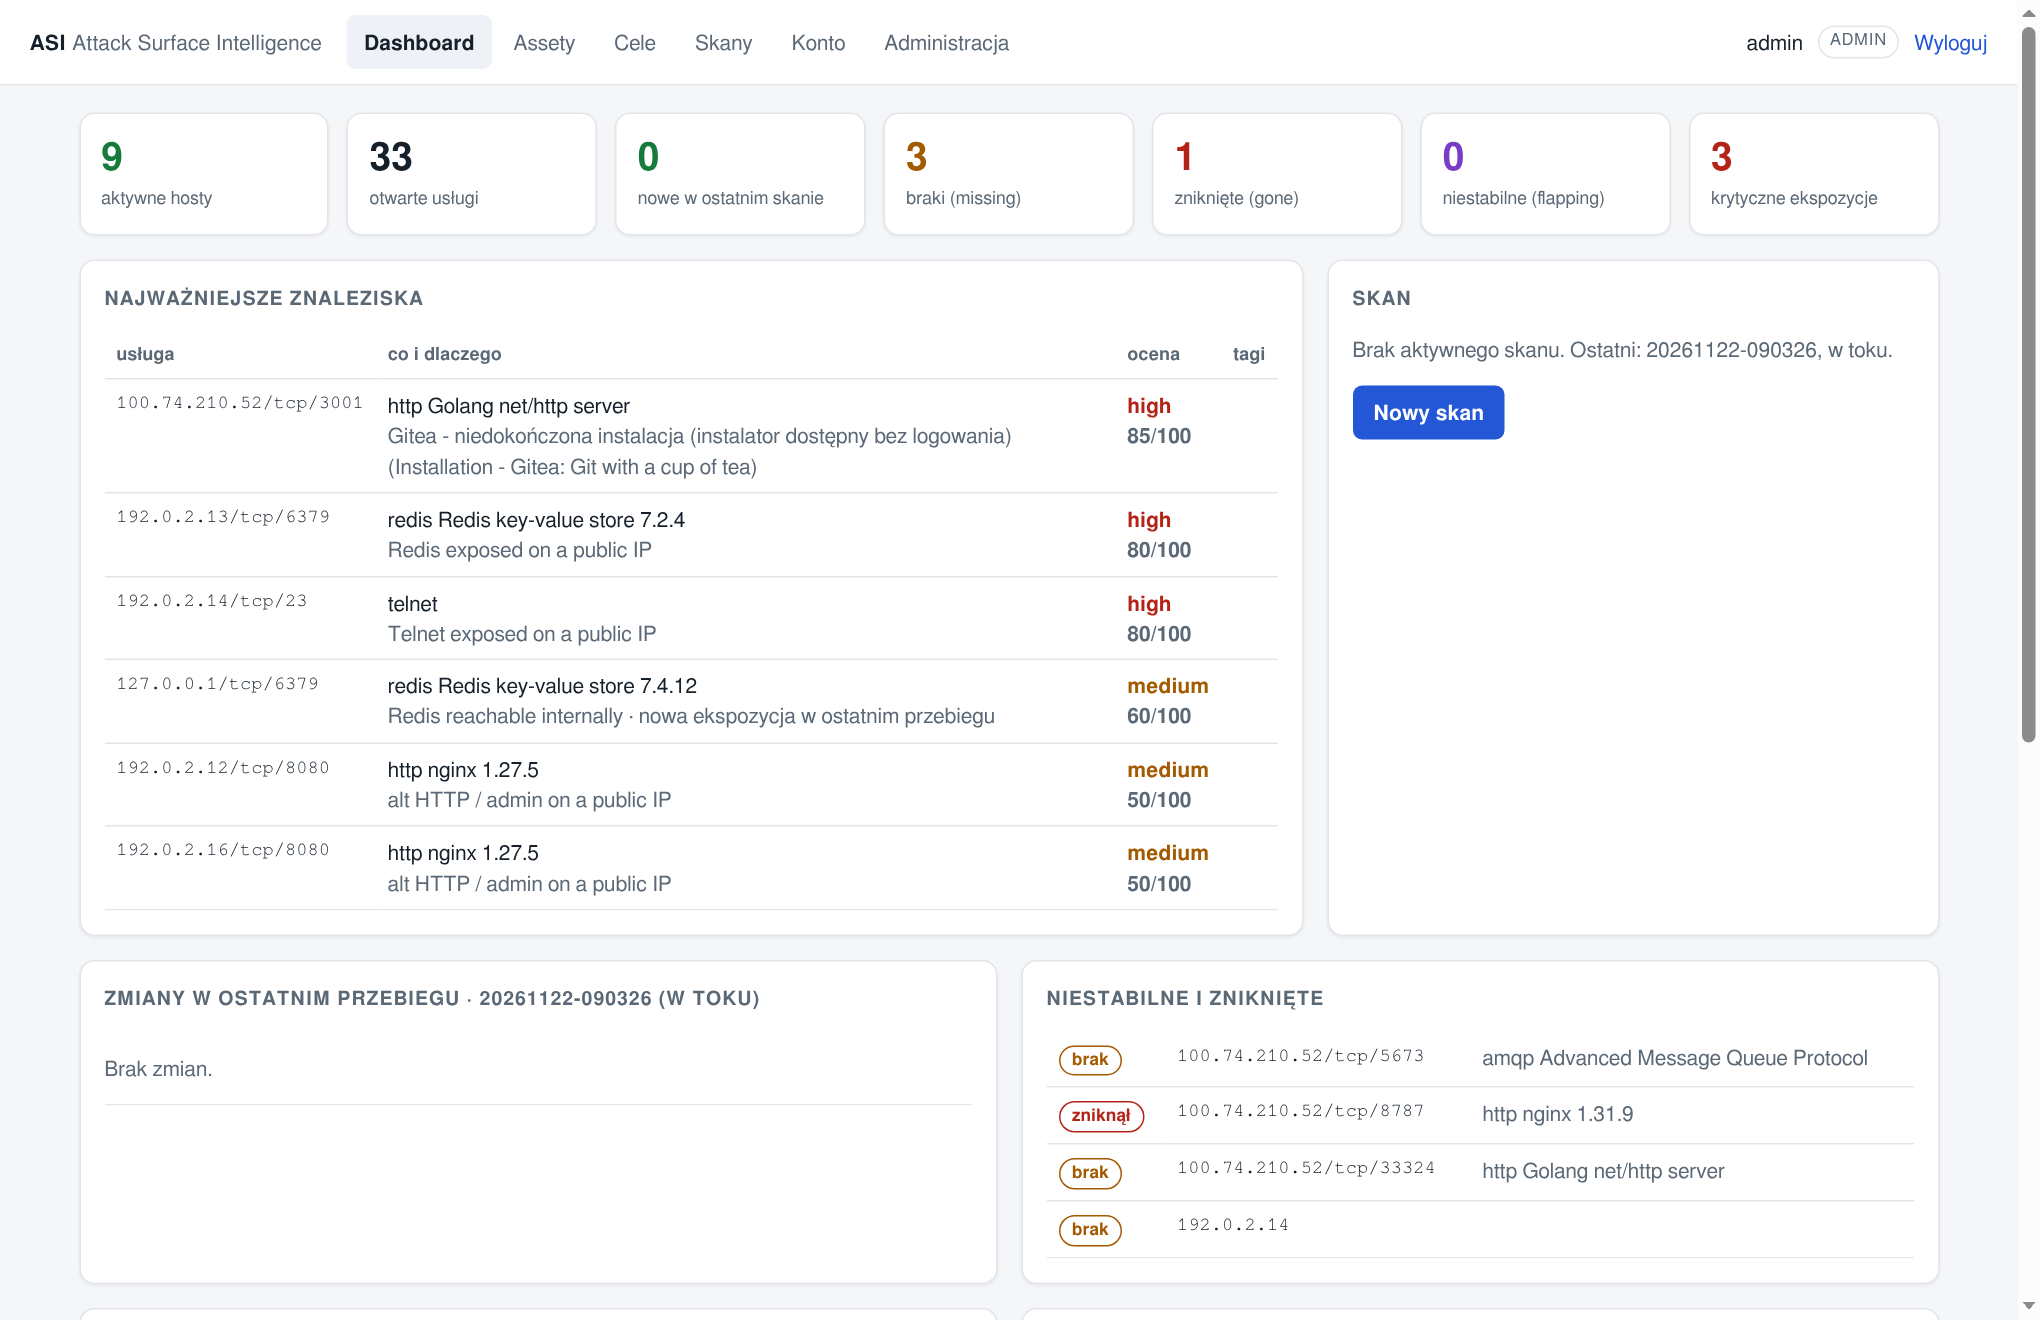 ASI Attack Surface Intelligence Dashboard Assety Cele Skany Konto Administracja admin ADMIN Wyloguj
9
aktywne hosty
33
otwarte usługi
0
nowe w ostatnim skanie
3
braki (missing)
1
zniknięte (gone)
0
niestabilne (flapping)
3
krytyczne ekspozycje
NAJWAŻNIEJSZE ZNALEZISKA
usługa co i dlaczego ocena tagi
100.74.210.52/tcp/3001 http Golang net/http server high
Gitea - niedokończona instalacja (instalator dostępny bez logowania) 85/100
(Installation - Gitea: Git with a cup of tea)
192.0.2.13/tcp/6379 redis Redis key-value store 7.2.4 high
Redis exposed on a public IP 80/100
192.0.2.14/tcp/23 telnet high
Telnet exposed on a public IP 80/100
127.0.0.1/tcp/6379 redis Redis key-value store 7.4.12 medium
Redis reachable internally · nowa ekspozycja w ostatnim przebiegu 60/100
192.0.2.12/tcp/8080 http nginx 1.27.5 medium
alt HTTP / admin on a public IP 50/100
192.0.2.16/tcp/8080 http nginx 1.27.5 medium
alt HTTP / admin on a public IP 50/100
SKAN
Brak aktywnego skanu. Ostatni: 20261122-090326, w toku.
Nowy skan
ZMIANY W OSTATNIM PRZEBIEGU · 20261122-090326 (W TOKU)
Brak zmian.
NIESTABILNE I ZNIKNIĘTE
brak 100.74.210.52/tcp/5673 amqp Advanced Message Queue Protocol
zniknął 100.74.210.52/tcp/8787 http nginx 1.31.9
brak 100.74.210.52/tcp/33324 http Golang net/http server
brak 192.0.2.14